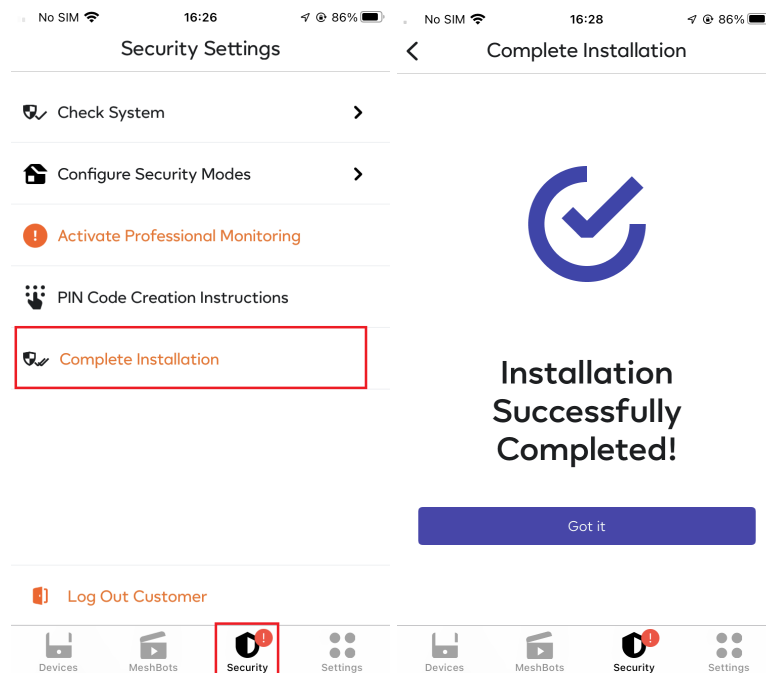 No SIM 16:26 86%
Security Settings
Check System
Configure Security Modes
! Activate Professional Monitoring
PIN Code Creation Instructions
Complete Installation
Log Out Customer
!
Devices MeshBots Security Settings
No SIM 16:28 86%
Complete Installation
Installation
Successfully
Completed!
Got it
!
Devices MeshBots Security Settings